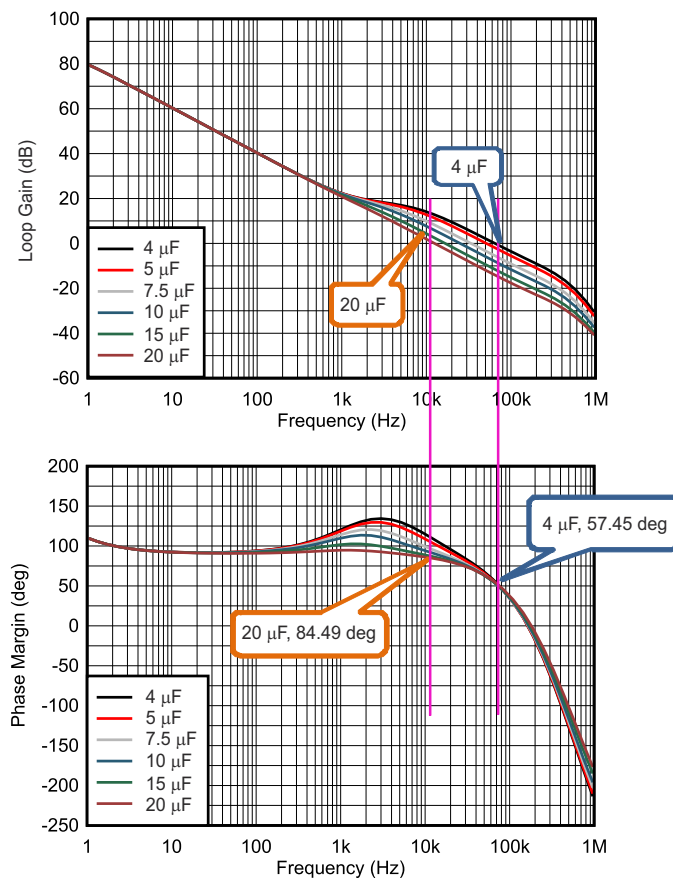 100
80
60
40
20
0
-20
-40
-60
Loop Gain (dB)
4 μF
20 μF
4 μF
5 μF
7.5 μF
10 μF
15 μF
20 μF
1 10 100 1k 10k 100k 1M
Frequency (Hz)
200
150
100
50
0
-50
-100
-150
-200
-250
Phase Margin (deg)
4 μF, 57.45 deg
20 μF, 84.49 deg
4 μF
5 μF
7.5 μF
10 μF
15 μF
20 μF
1 10 100 1k 10k 100k 1M
Frequency (Hz)